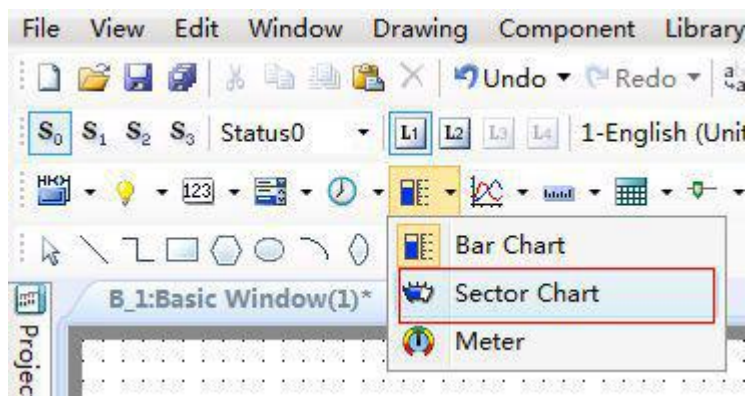 File View Edit Window Drawing Component Library
Undo Redo
S0 S1 S2 S3 Status0 L1 L2 L3 L4 1-English (Unit
123
Bar Chart
B_1:Basic Window(1)* Sector Chart
Meter
Projec